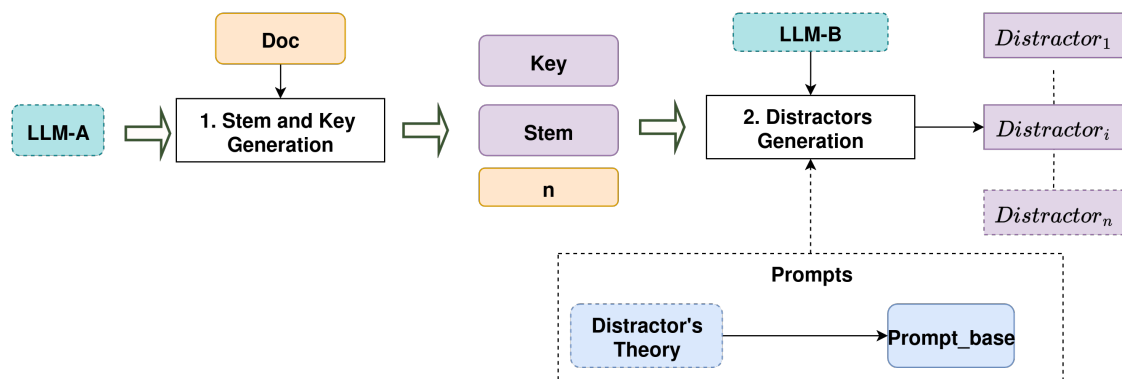 Doc
LLM-A
1. Stem and Key
Generation
Key
Stem
n
LLM-B
2. Distractors
Generation
Distractor₁
Distractorᵢ
Distractorₙ
Prompts
Distractor's
Theory
Prompt_base